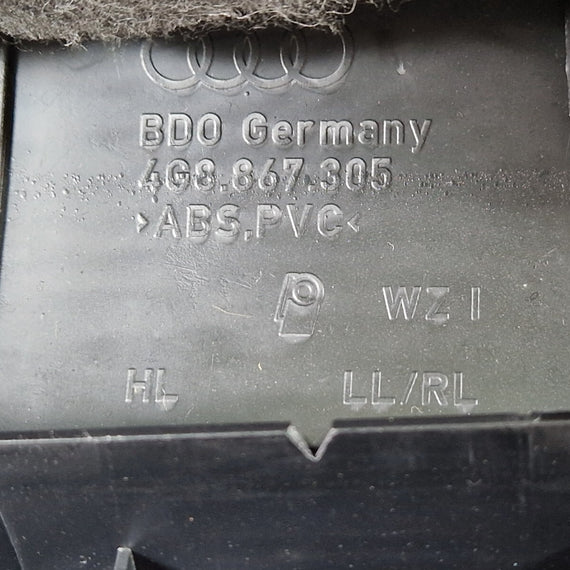 BDO Germany
4G8.867.305
>ABS,PVC<
WZ I
HL LL/RL